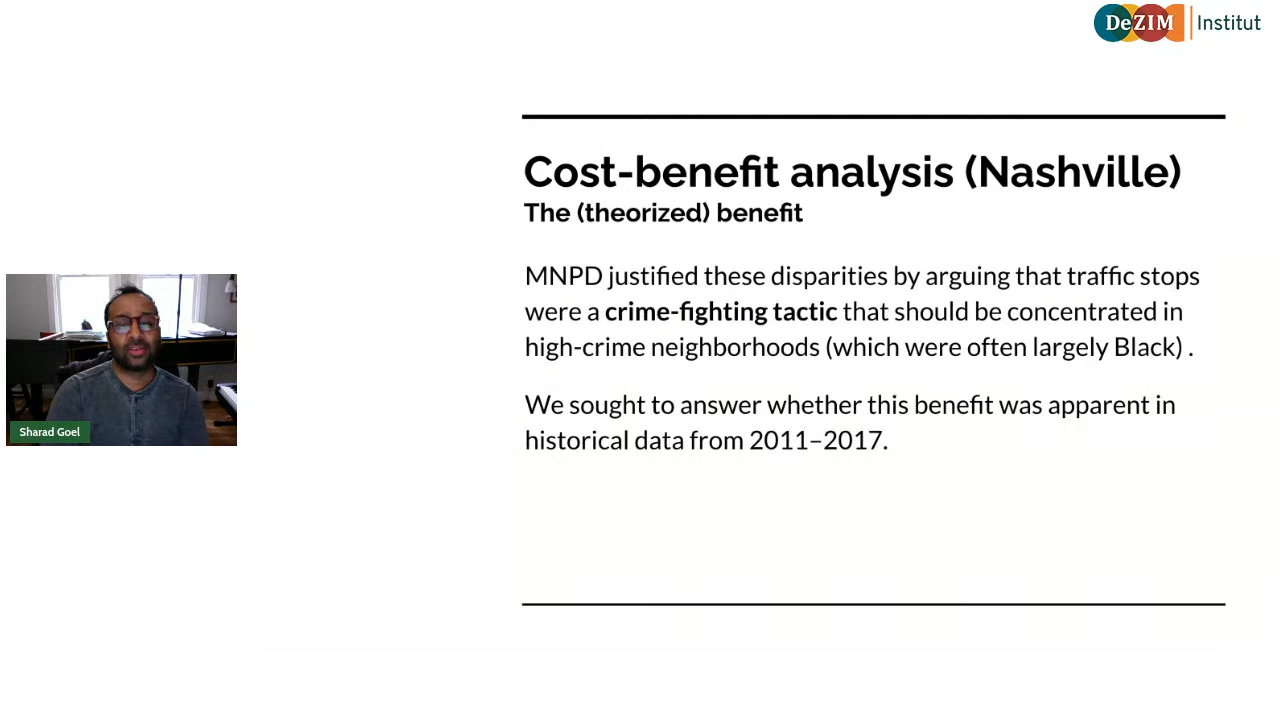 DeZIM Institut
Cost-benefit analysis (Nashville)
The (theorized) benefit
MNPD justified these disparities by arguing that traffic stops
were a crime-fighting tactic that should be concentrated in
high-crime neighborhoods (which were often largely Black) .
We sought to answer whether this benefit was apparent in
historical data from 2011–2017.
Sharad Goel